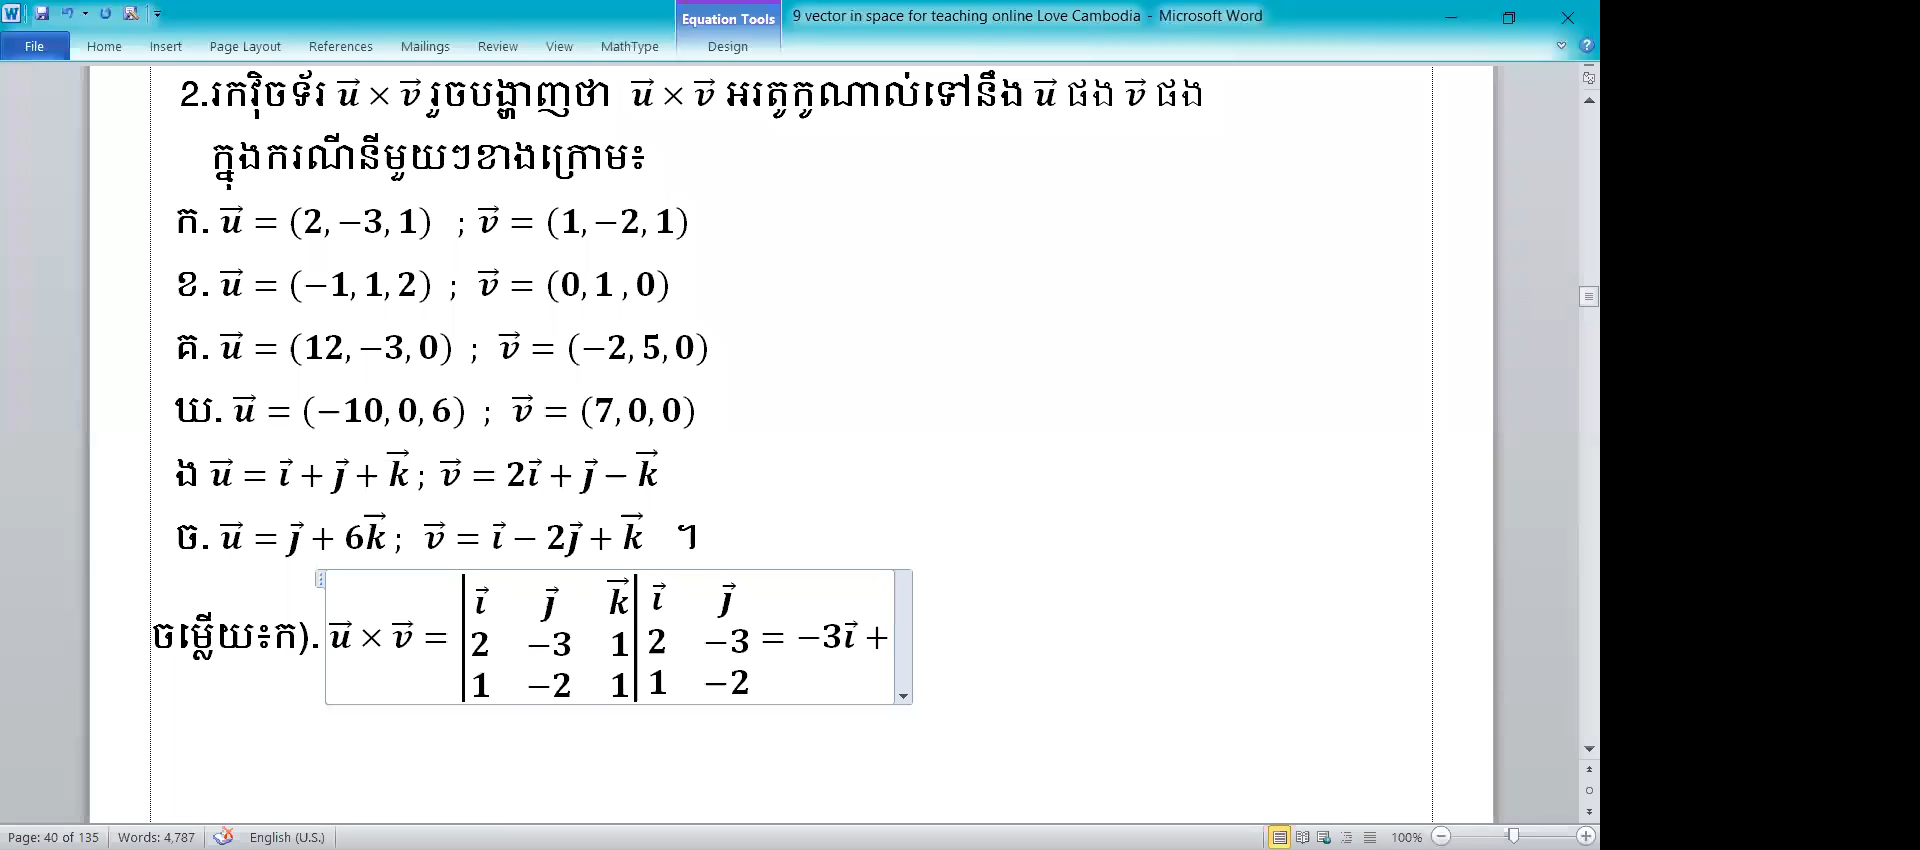 Equation Tools
9 vector in space for teaching online Love Cambodia - Microsoft Word
File Home Insert Page Layout References Mailings Review View MathType Design
2.រកវ៉ិចទ័រ u⃗ × v⃗ រួចបង្ហាញថា u⃗ × v⃗ អរតូកូណាល់ទៅនឹង u⃗ ផង v⃗ ផង
ក្នុងករណីនីមួយៗខាងក្រោម៖
ក. u⃗ = (2, −3, 1) ; v⃗ = (1, −2, 1)
ខ. u⃗ = (−1, 1, 2) ; v⃗ = (0, 1 , 0)
គ. u⃗ = (12, −3, 0) ; v⃗ = (−2, 5, 0)
ឃ. u⃗ = (−10, 0, 6) ; v⃗ = (7, 0, 0)
ង u⃗ = i⃗ + j⃗ + k⃗ ; v⃗ = 2i⃗ + j⃗ − k⃗
ច. u⃗ = j⃗ + 6k⃗ ; v⃗ = i⃗ − 2j⃗ + k⃗ ។
i⃗ j⃗ k⃗ | i⃗ j⃗
ចម្លើយ៖ក). u⃗ × v⃗ = | 2 −3 1 | 2 −3 = −3i⃗ +
1 −2 1 | 1 −2
Page: 40 of 135 Words: 4,787 English (U.S.) 100%